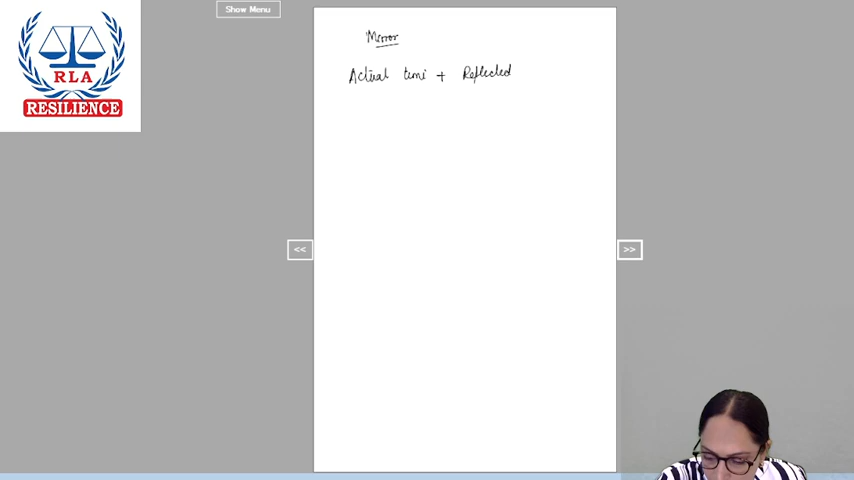 Show Menu
RLA
RESILIENCE
Mirror
Actual time + Reflected
<<
>>